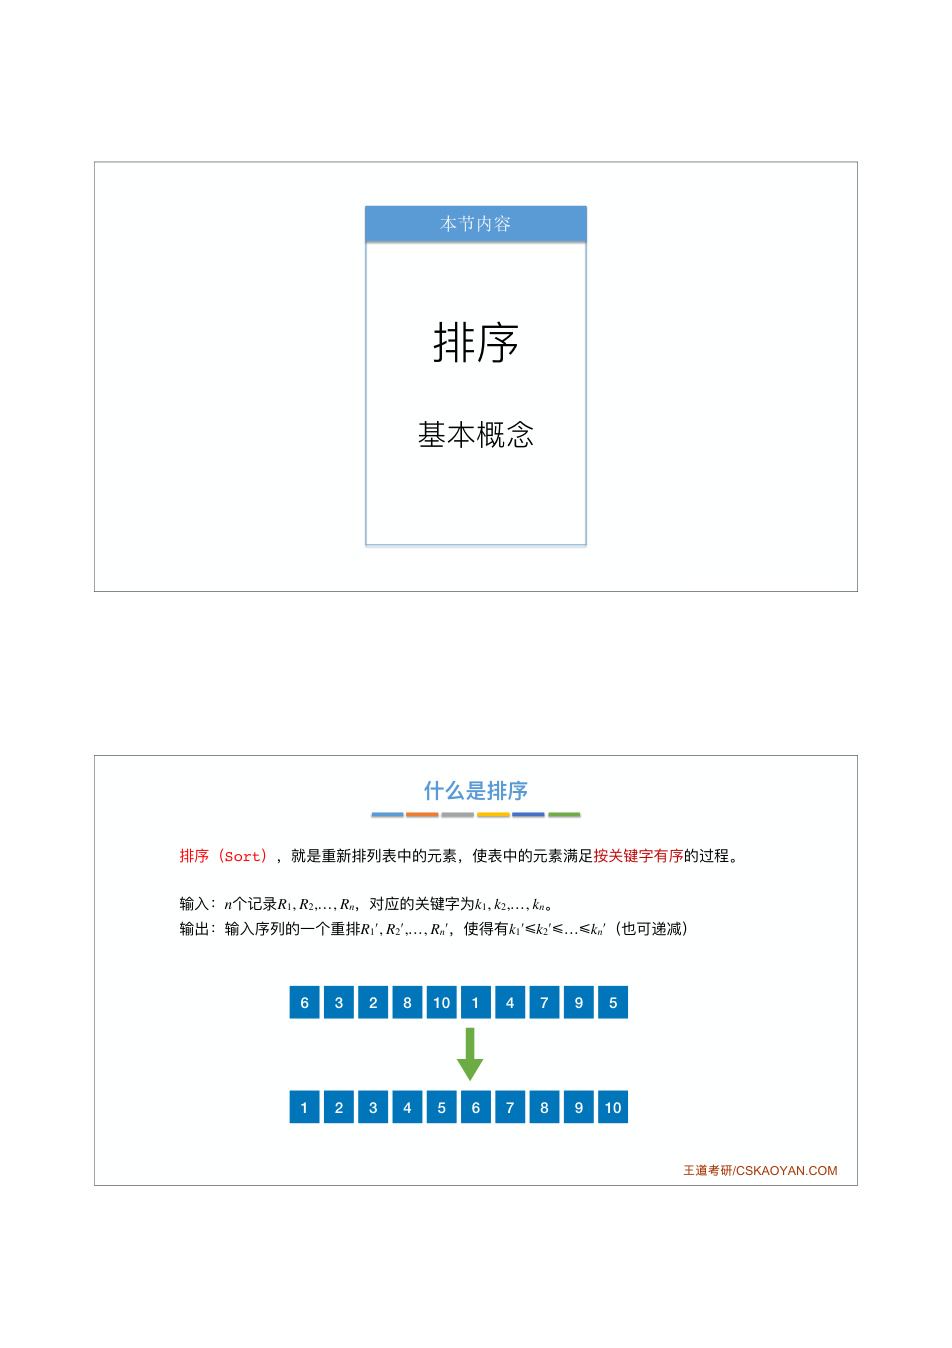 本节内容
排序
基本概念
什么是排序
排序（Sort），就是重新排列表中的元素，使表中的元素满足按关键字有序的过程。
输入：n个记录R1, R2,…, Rn，对应的关键字为k1, k2,…, kn。
输出：输入序列的一个重排R1′, R2′,…, Rn′，使得有k1′≤k2′≤…≤kn′（也可递减）
6 3 2 8 10 1 4 7 9 5
1 2 3 4 5 6 7 8 9 10
王道考研/CSKAOYAN.COM